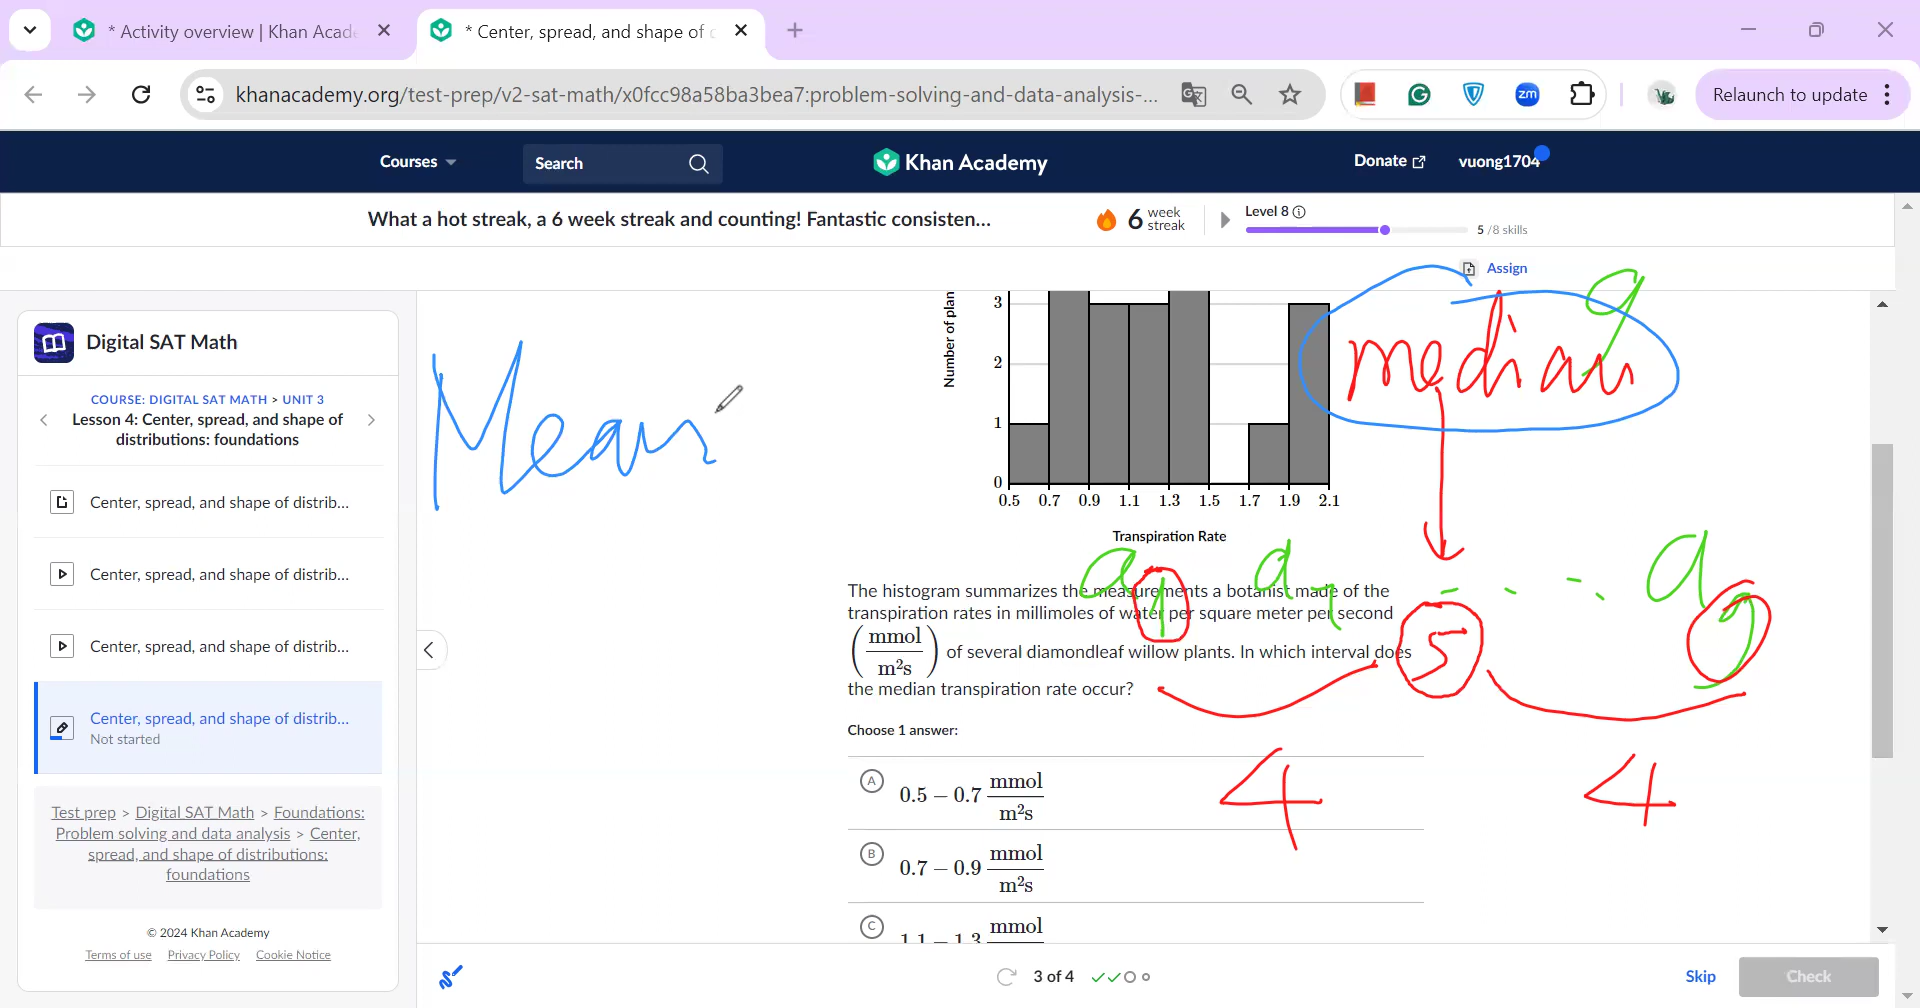 * Activity overview | Khan Acade
* Center, spread, and shape of
khanacademy.org/test-prep/v2-sat-math/x0fcc98a58ba3bea7:problem-solving-and-data-analysis-...
zm
Relaunch to update
Courses
Search
Khan Academy
Donate
vuong1704
What a hot streak, a 6 week streak and counting! Fantastic consisten...
6 week streak
Level 8
5 /8 skills
Assign
Digital SAT Math
COURSE: DIGITAL SAT MATH > UNIT 3
Lesson 4: Center, spread, and shape of
distributions: foundations
Center, spread, and shape of distrib...
Center, spread, and shape of distrib...
Center, spread, and shape of distrib...
Center, spread, and shape of distrib...
Not started
Test prep > Digital SAT Math > Foundations:
Problem solving and data analysis > Center,
spread, and shape of distributions:
foundations
© 2024 Khan Academy
Terms of use Privacy Policy Cookie Notice
Mean
median
9
Number of plan
3
2
1
0
0.5 0.7 0.9 1.1 1.3 1.5 1.7 1.9 2.1
Transpiration Rate
a1 a2 - - - - a9
5
4 4
The histogram summarizes the measurements a botanist made of the
transpiration rates in millimoles of water per square meter per second
(mmol/m²s) of several diamondleaf willow plants. In which interval does
the median transpiration rate occur?
Choose 1 answer:
A 0.5 – 0.7 mmol/m²s
B 0.7 – 0.9 mmol/m²s
C 1.1 – 1.3 mmol
3 of 4
Skip
Check